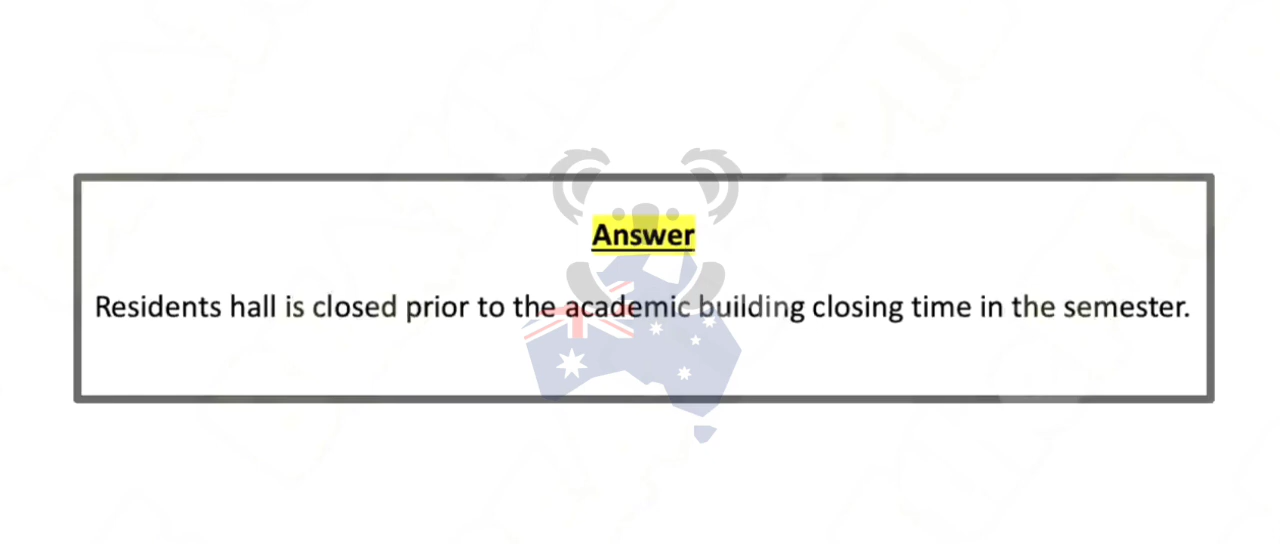 Answer
Residents hall is closed prior to the academic building closing time in the semester.